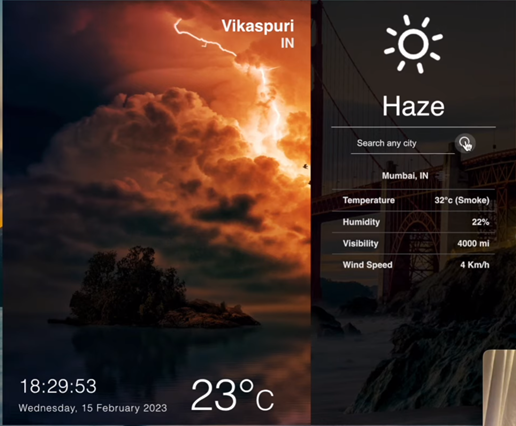 Vikaspuri
IN
18:29:53
Wednesday, 15 February 2023
23°C
Haze
Search any city
Mumbai, IN
Temperature 32°c (Smoke)
Humidity 22%
Visibility 4000 mi
Wind Speed 4 Km/h